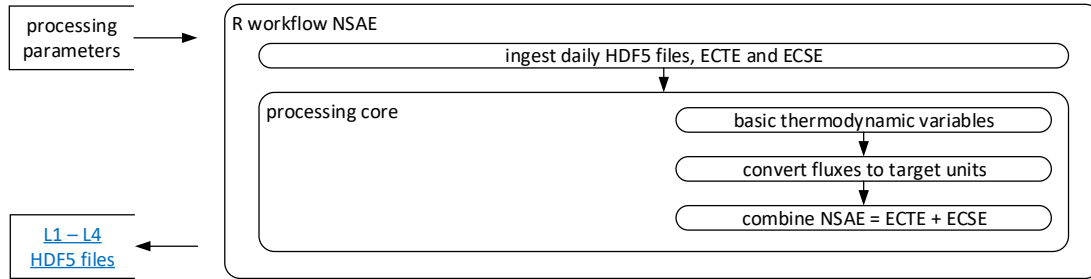 processing
parameters
R workflow NSAE
ingest daily HDF5 files, ECTE and ECSE
processing core
basic thermodynamic variables
convert fluxes to target units
combine NSAE = ECTE + ECSE
L1 – L4
HDF5 files